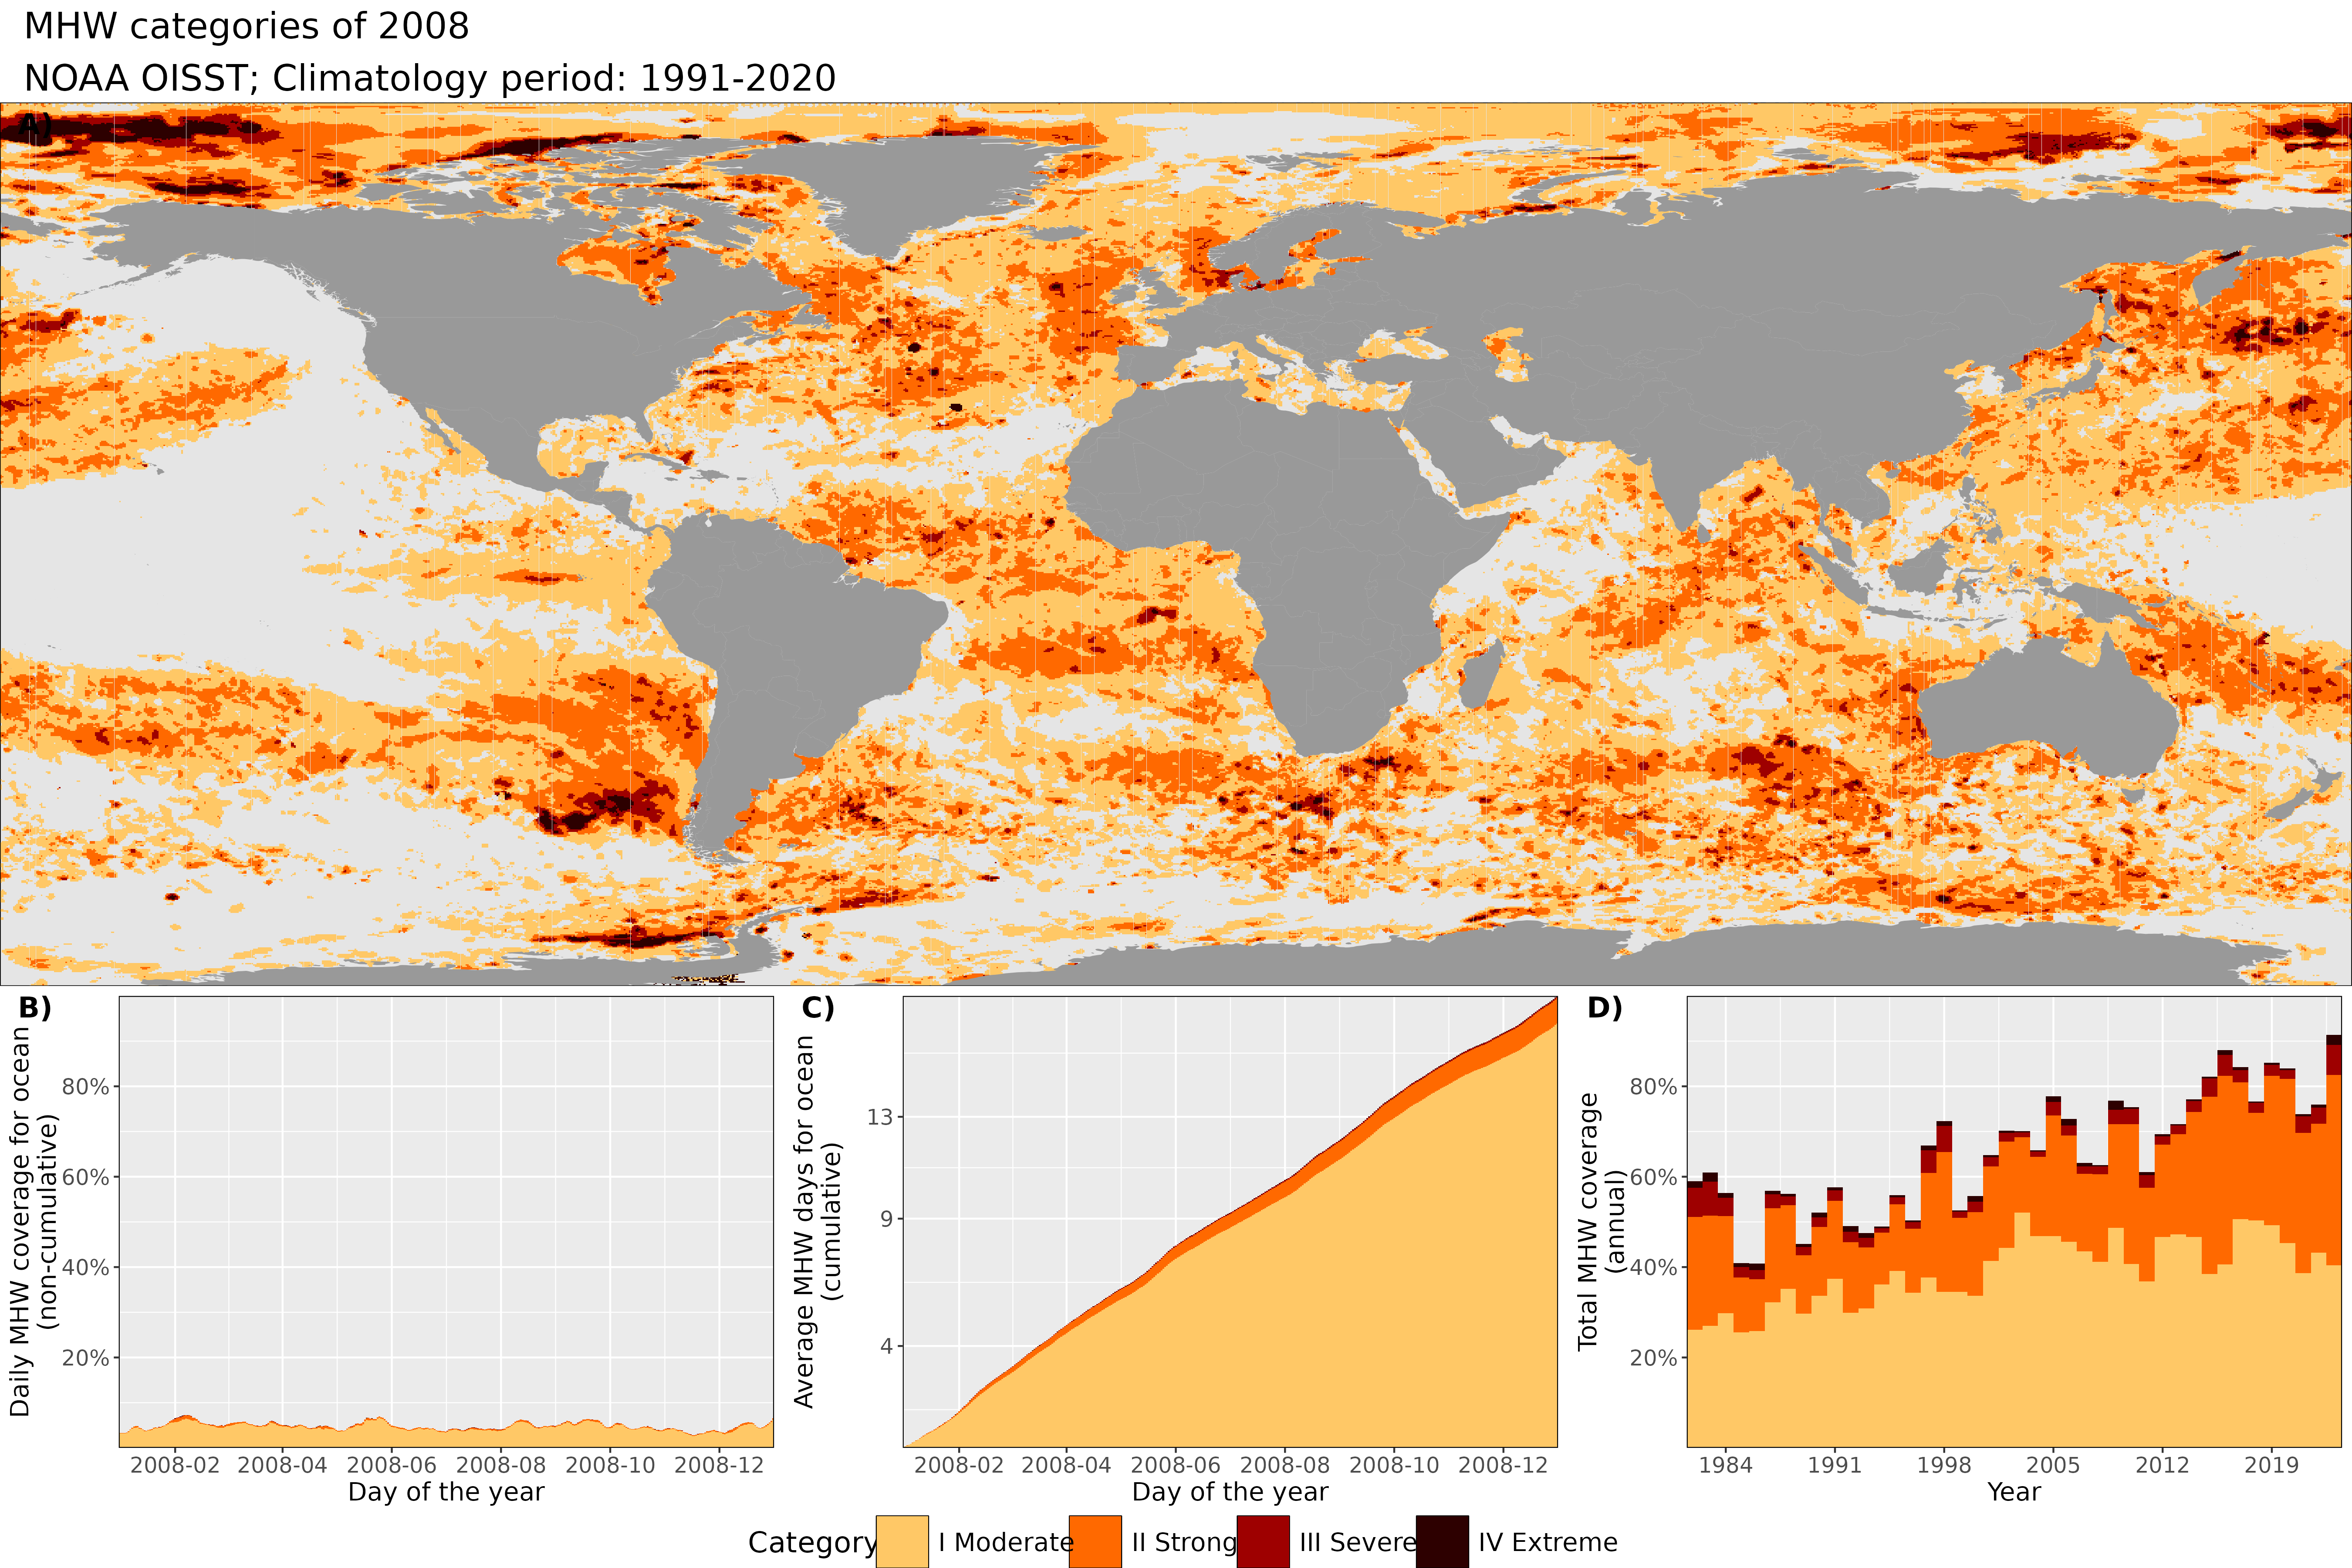 MHW categories of 2008
NOAA OISST; Climatology period: 1991-2020
A)
B)
Daily MHW coverage for ocean
(non-cumulative)
80%
60%
40%
20%
2008-02 2008-04 2008-06 2008-08 2008-10 2008-12
Day of the year
C)
Average MHW days for ocean
(cumulative)
13
9
4
2008-02 2008-04 2008-06 2008-08 2008-10 2008-12
Day of the year
D)
Total MHW coverage
(annual)
80%
60%
40%
20%
1984 1991 1998 2005 2012 2019
Year
Category I Moderate II Strong III Severe IV Extreme